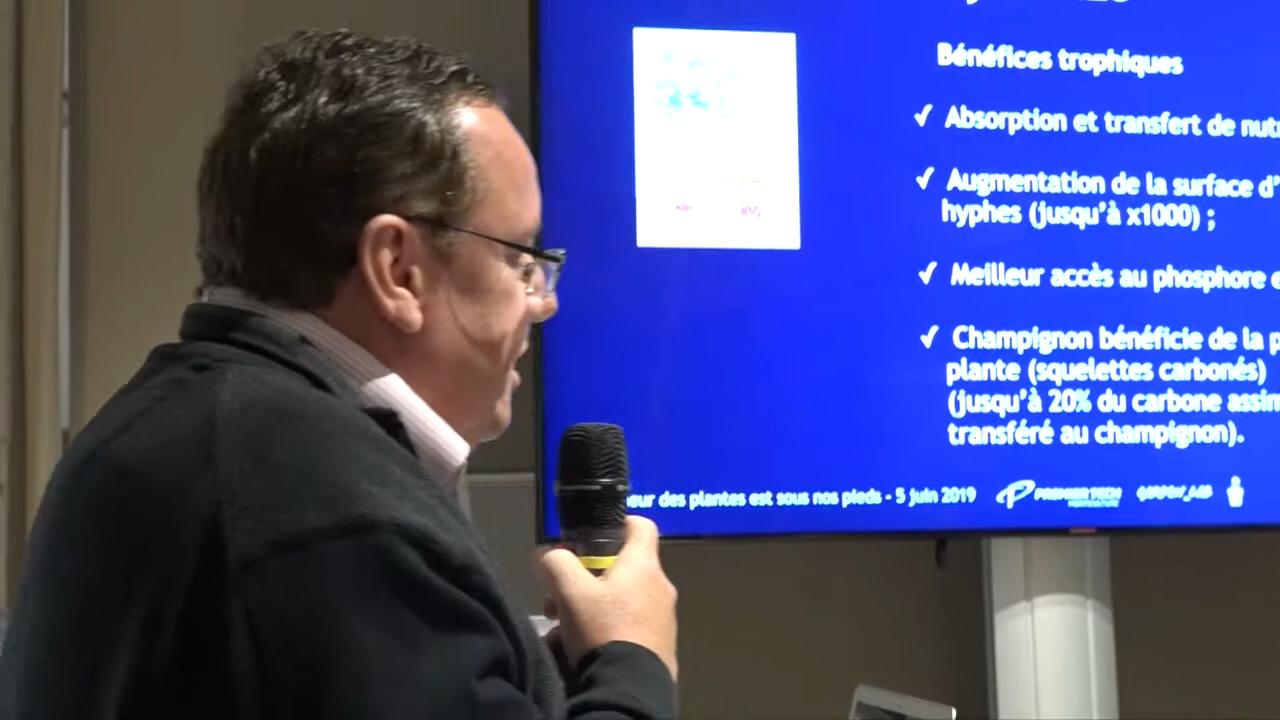 Bénéfices trophiques
✓ Absorption et transfert de nut
✓ Augmentation de la surface d'
hyphes (jusqu'à x1000) ;
✓ Meilleur accès au phosphore e
✓ Champignon bénéficie de la p
plante (squelettes carbonés)
(jusqu'à 20% du carbone assim
transféré au champignon).
eur des plantes est sous nos pieds - 5 juin 2019
PREMIER TECH